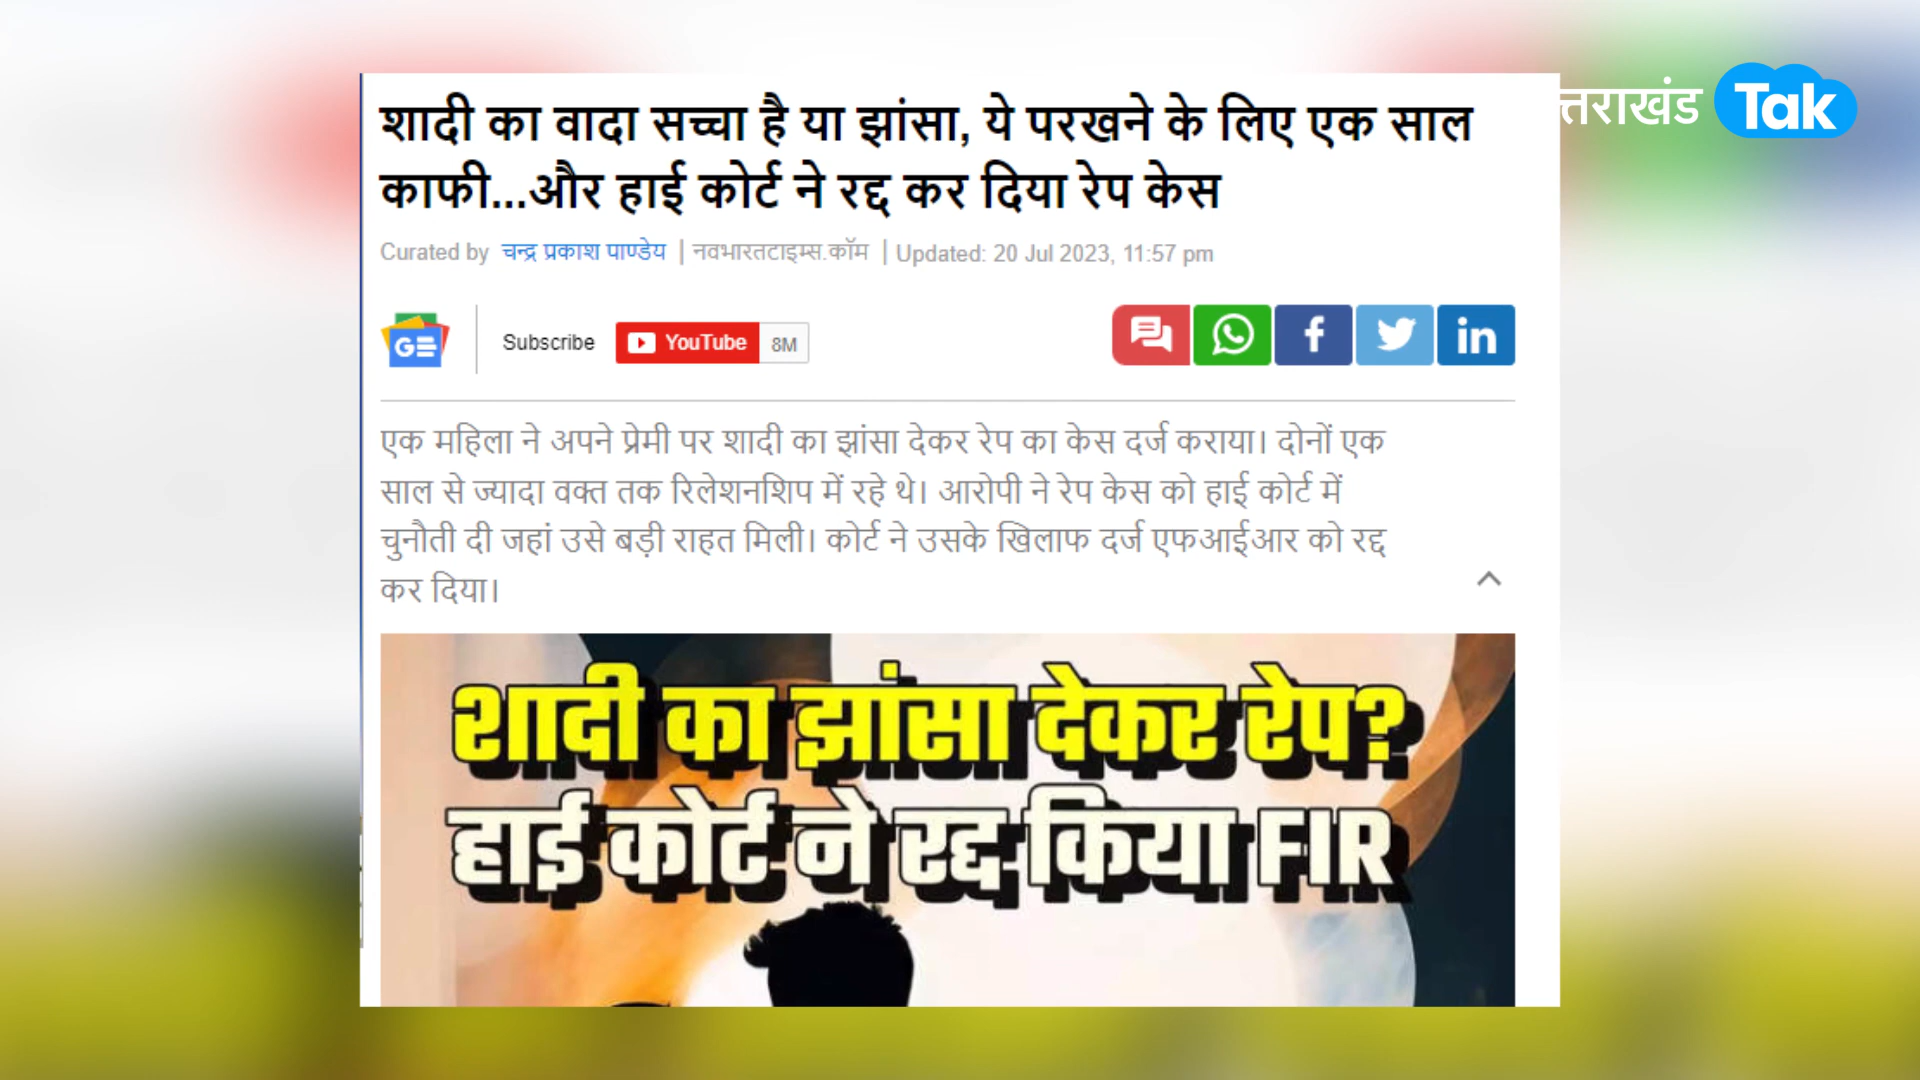 शादी का वादा सच्चा है या झांसा, ये परखने के लिए एक साल
काफी...और हाई कोर्ट ने रद्द कर दिया रेप केस
त्तराखंड Tak
Curated by चन्द्र प्रकाश पाण्डेय | नवभारतटाइम्स.कॉम | Updated: 20 Jul 2023, 11:57 pm
GE Subscribe YouTube 8M f in
एक महिला ने अपने प्रेमी पर शादी का झांसा देकर रेप का केस दर्ज कराया। दोनों एक
साल से ज्यादा वक्त तक रिलेशनशिप में रहे थे। आरोपी ने रेप केस को हाई कोर्ट में
चुनौती दी जहां उसे बड़ी राहत मिली। कोर्ट ने उसके खिलाफ दर्ज एफआईआर को रद्द
कर दिया।
शादी का झांसा देकर रेप?
हाई कोर्ट ने रद्द किया FIR